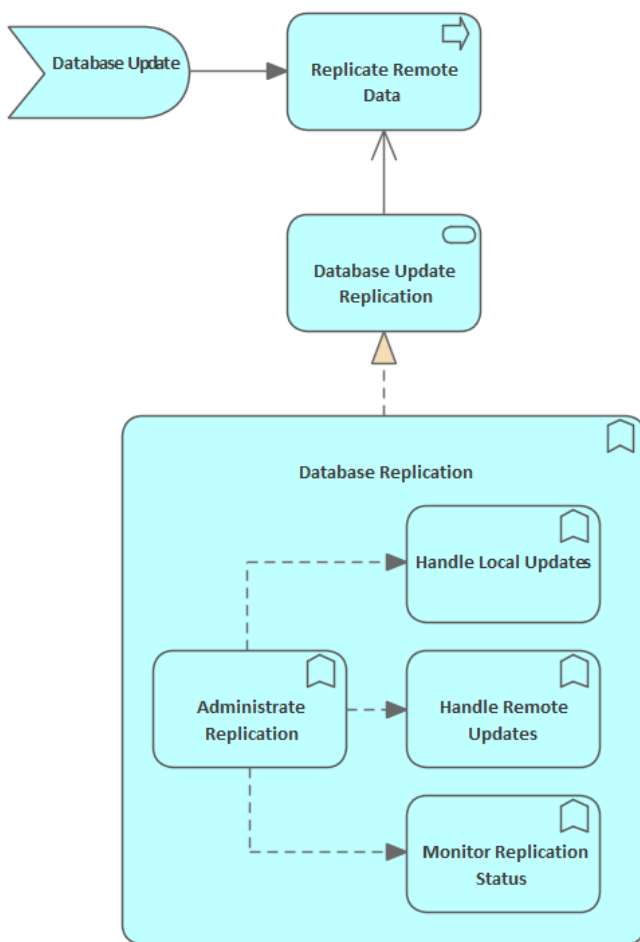 Database Update
Replicate Remote
Data
Database Update
Replication
Database Replication
Handle Local Updates
Administrate
Replication
Handle Remote
Updates
Monitor Replication
Status